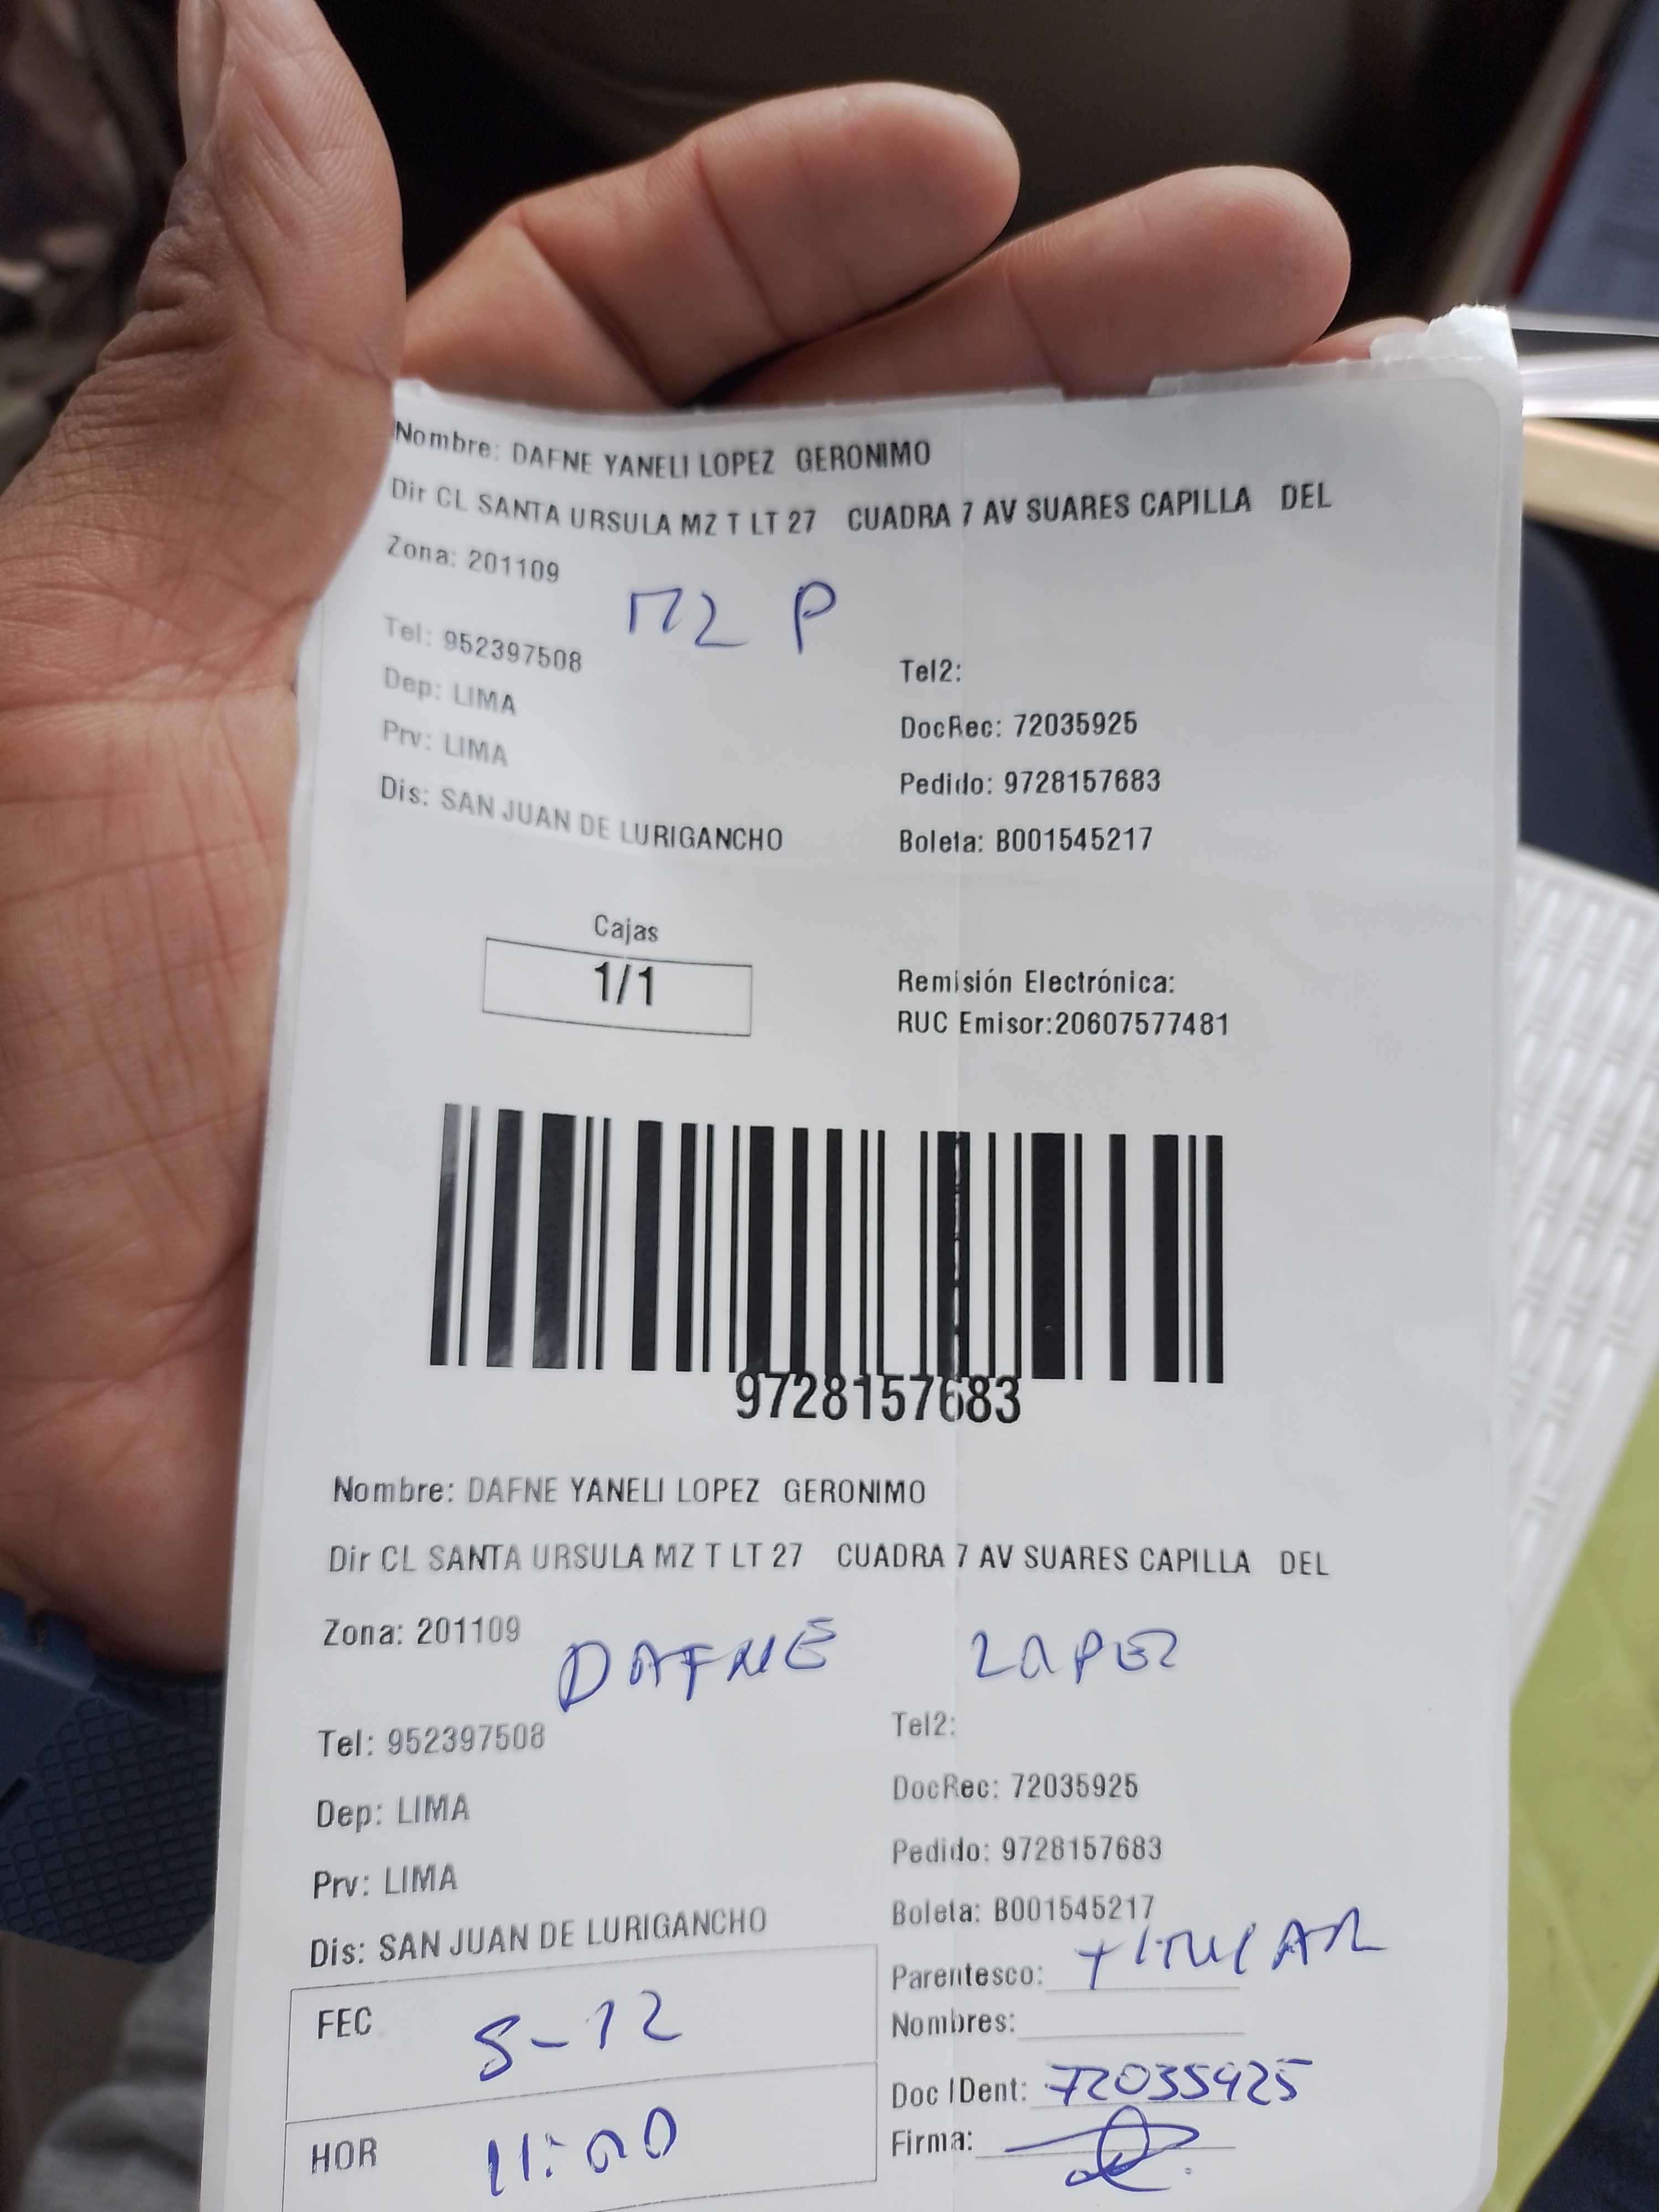 Nombre: DAFNE YANELI LOPEZ GERONIMO
Dir CL SANTA URSULA MZ T LT 27 CUADRA 7 AV SUARES CAPILLA DEL
Zona: 201109
MZ P
Tel: 952397508
Tel2:
Dep: LIMA
DocRec: 72035925
Prv: LIMA
Pedido: 9728157683
Dis: SAN JUAN DE LURIGANCHO
Boleta: B001545217
Cajas
1/1
Remisión Electrónica:
RUC Emisor:20607577481
9728157683
Nombre: DAFNE YANELI LOPEZ GERONIMO
Dir CL SANTA URSULA MZ T LT 27 CUADRA 7 AV SUARES CAPILLA DEL
Zona: 201109
DAFNE LOPEZ
Tel: 952397508
Tel2:
Dep: LIMA
DocRec: 72035925
Prv: LIMA
Pedido: 9728157683
Dis: SAN JUAN DE LURIGANCHO
Boleta: B001545217
Parentesco: TITULAR
FEC 5-12
Nombres:
Doc IDent: 72035925
HOR 11:00
Firma: